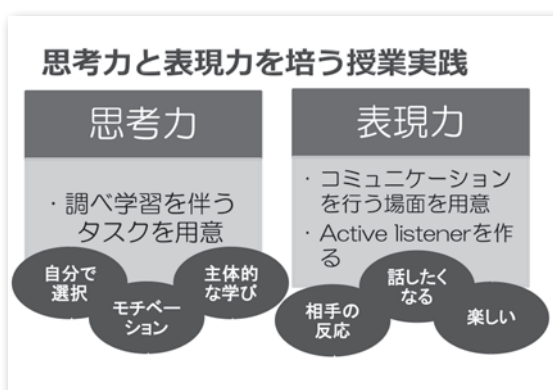 思考力と表現力を培う授業実践
思考力
・調べ学習を伴う
タスクを用意
自分で
選択
モチベー
ション
主体的
な学び
表現力
・コミュニケーション
を行う場面を用意
・Active listenerを作
る
相手の
反応
話したく
なる
楽しい